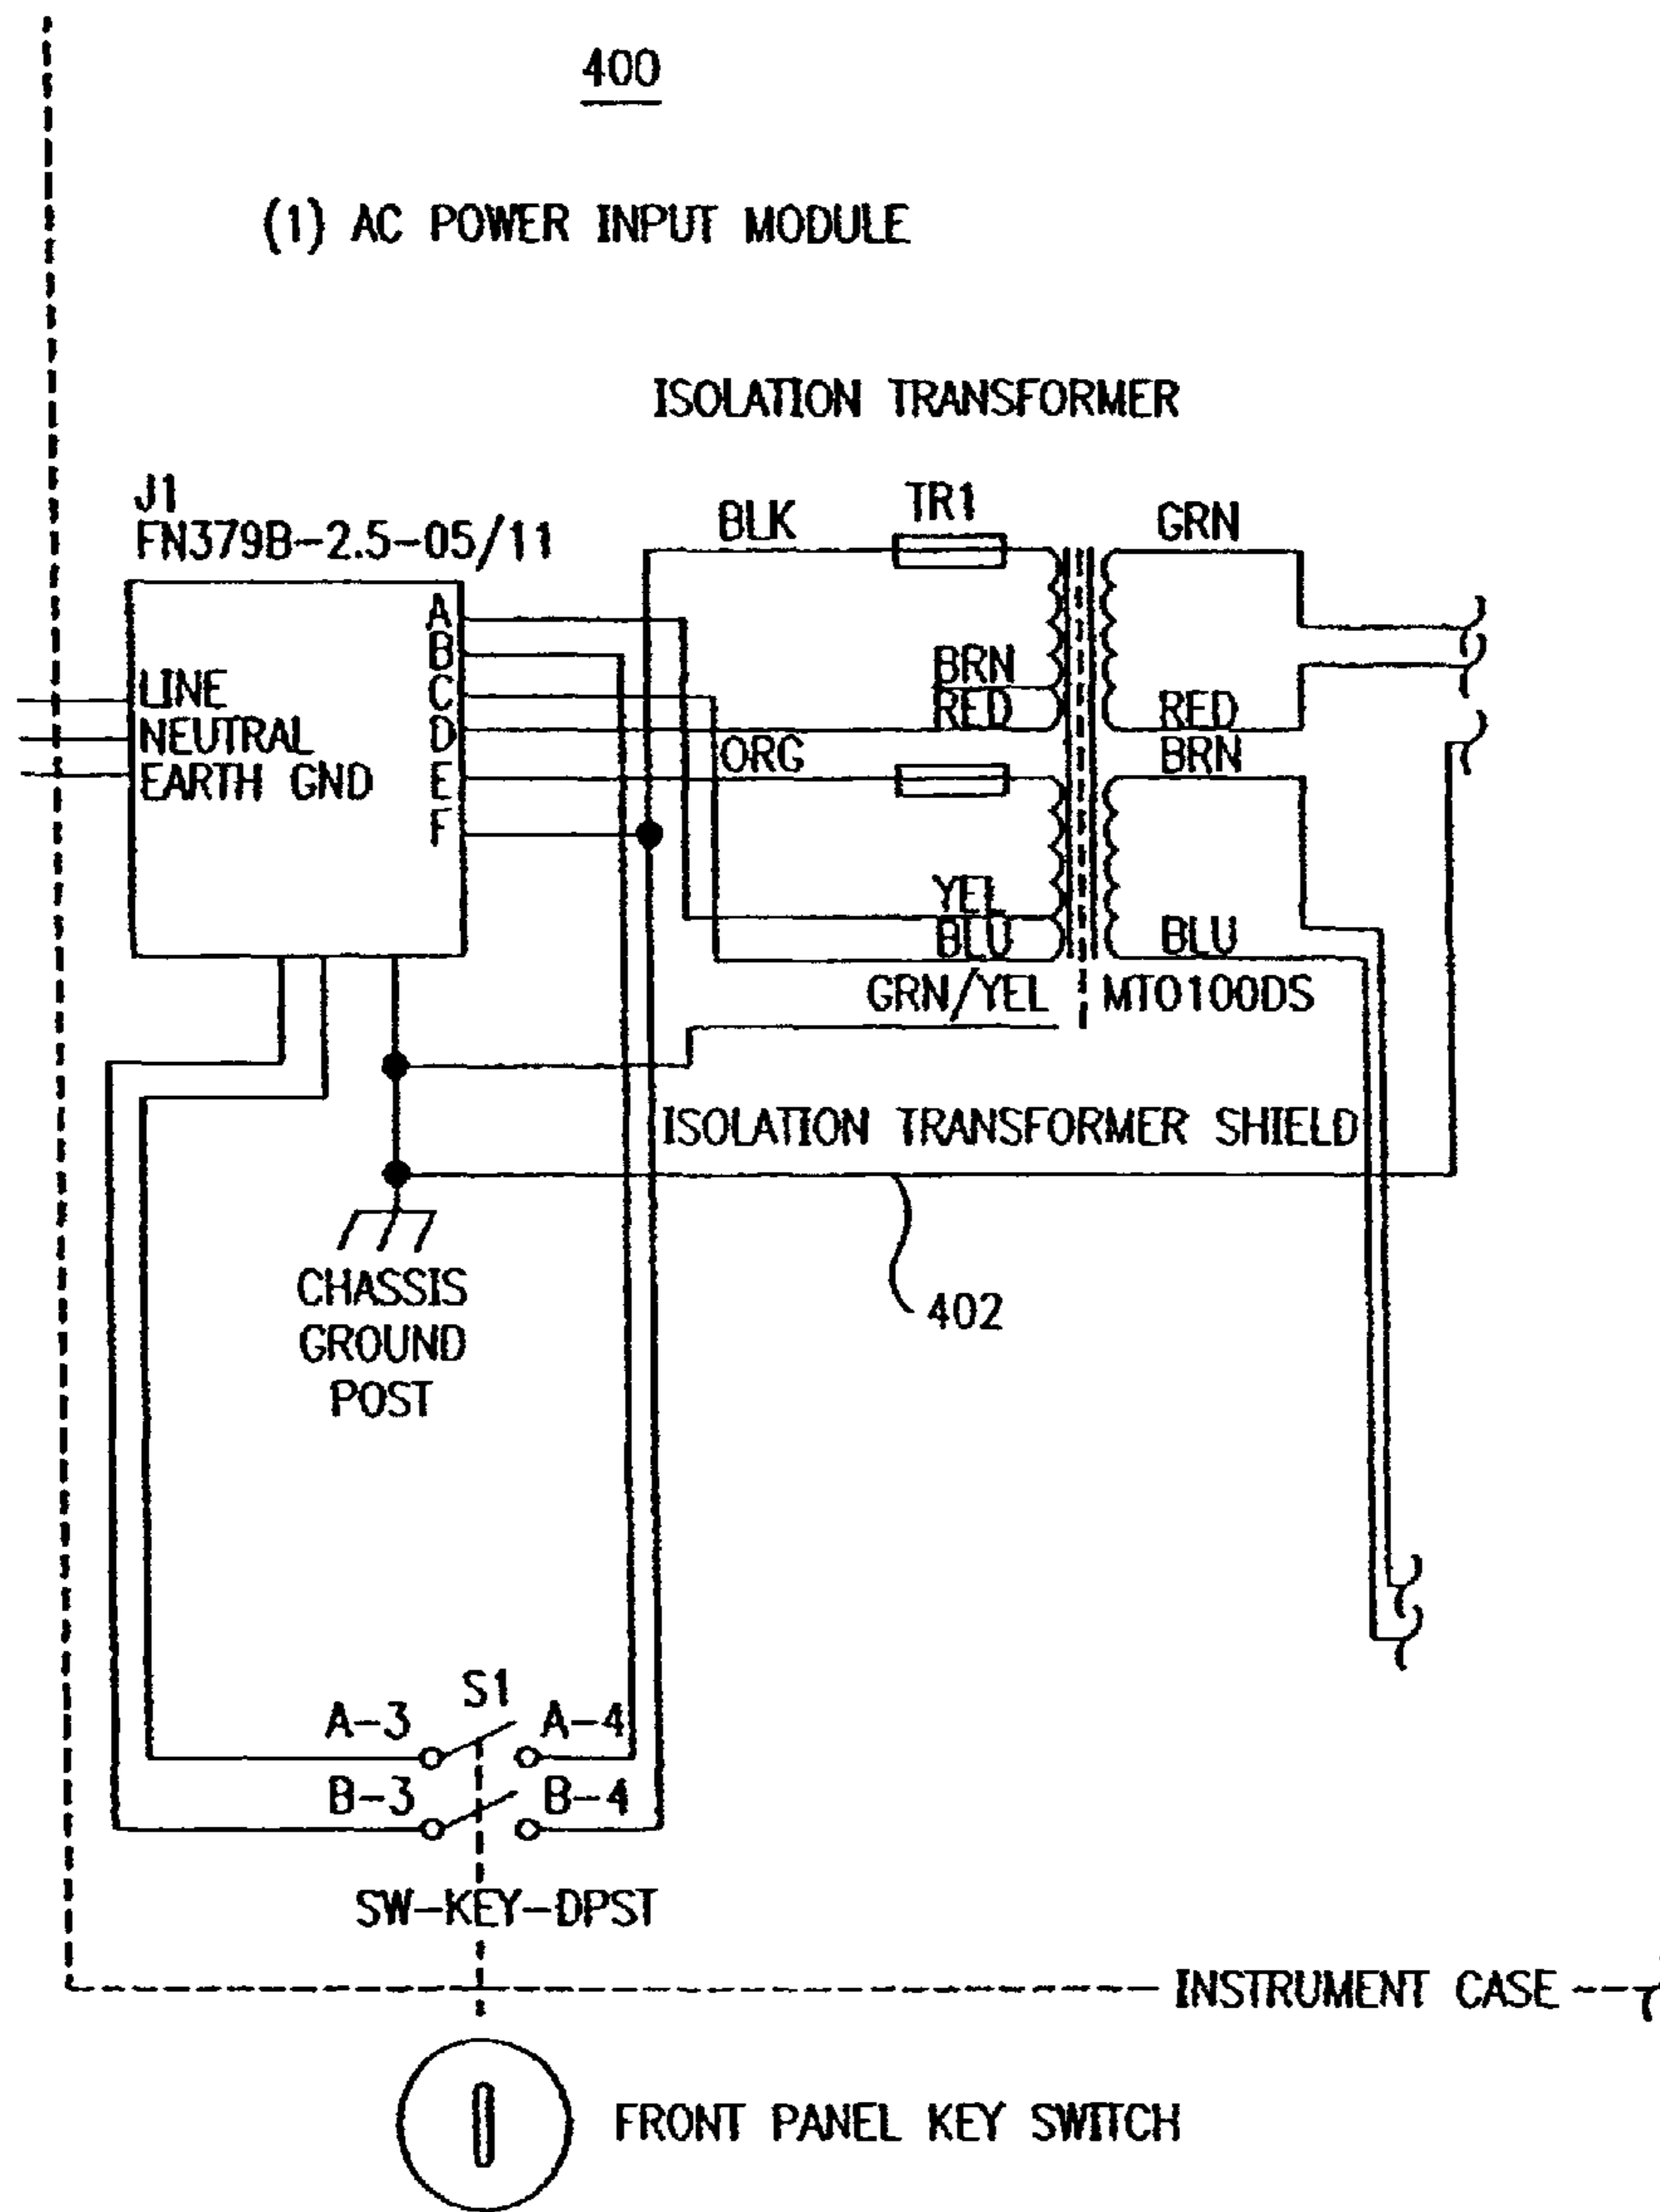 400
(1) AC POWER INPUT MODULE
ISOLATION TRANSFORMER
J1
FN379B-2.5-05/11
BLK
TR1
GRN
A
B
C
D
E
F
LINE
NEUTRAL
EARTH GND
BRN
RED
ORG
RED
BRN
YEL
BLU
GRN/YEL
BLU
MTO100DS
ISOLATION TRANSFORMER SHIELD
402
CHASSIS
GROUND
POST
S1
A-3
A-4
B-3
B-4
SW-KEY-DPST
INSTRUMENT CASE
FRONT PANEL KEY SWITCH